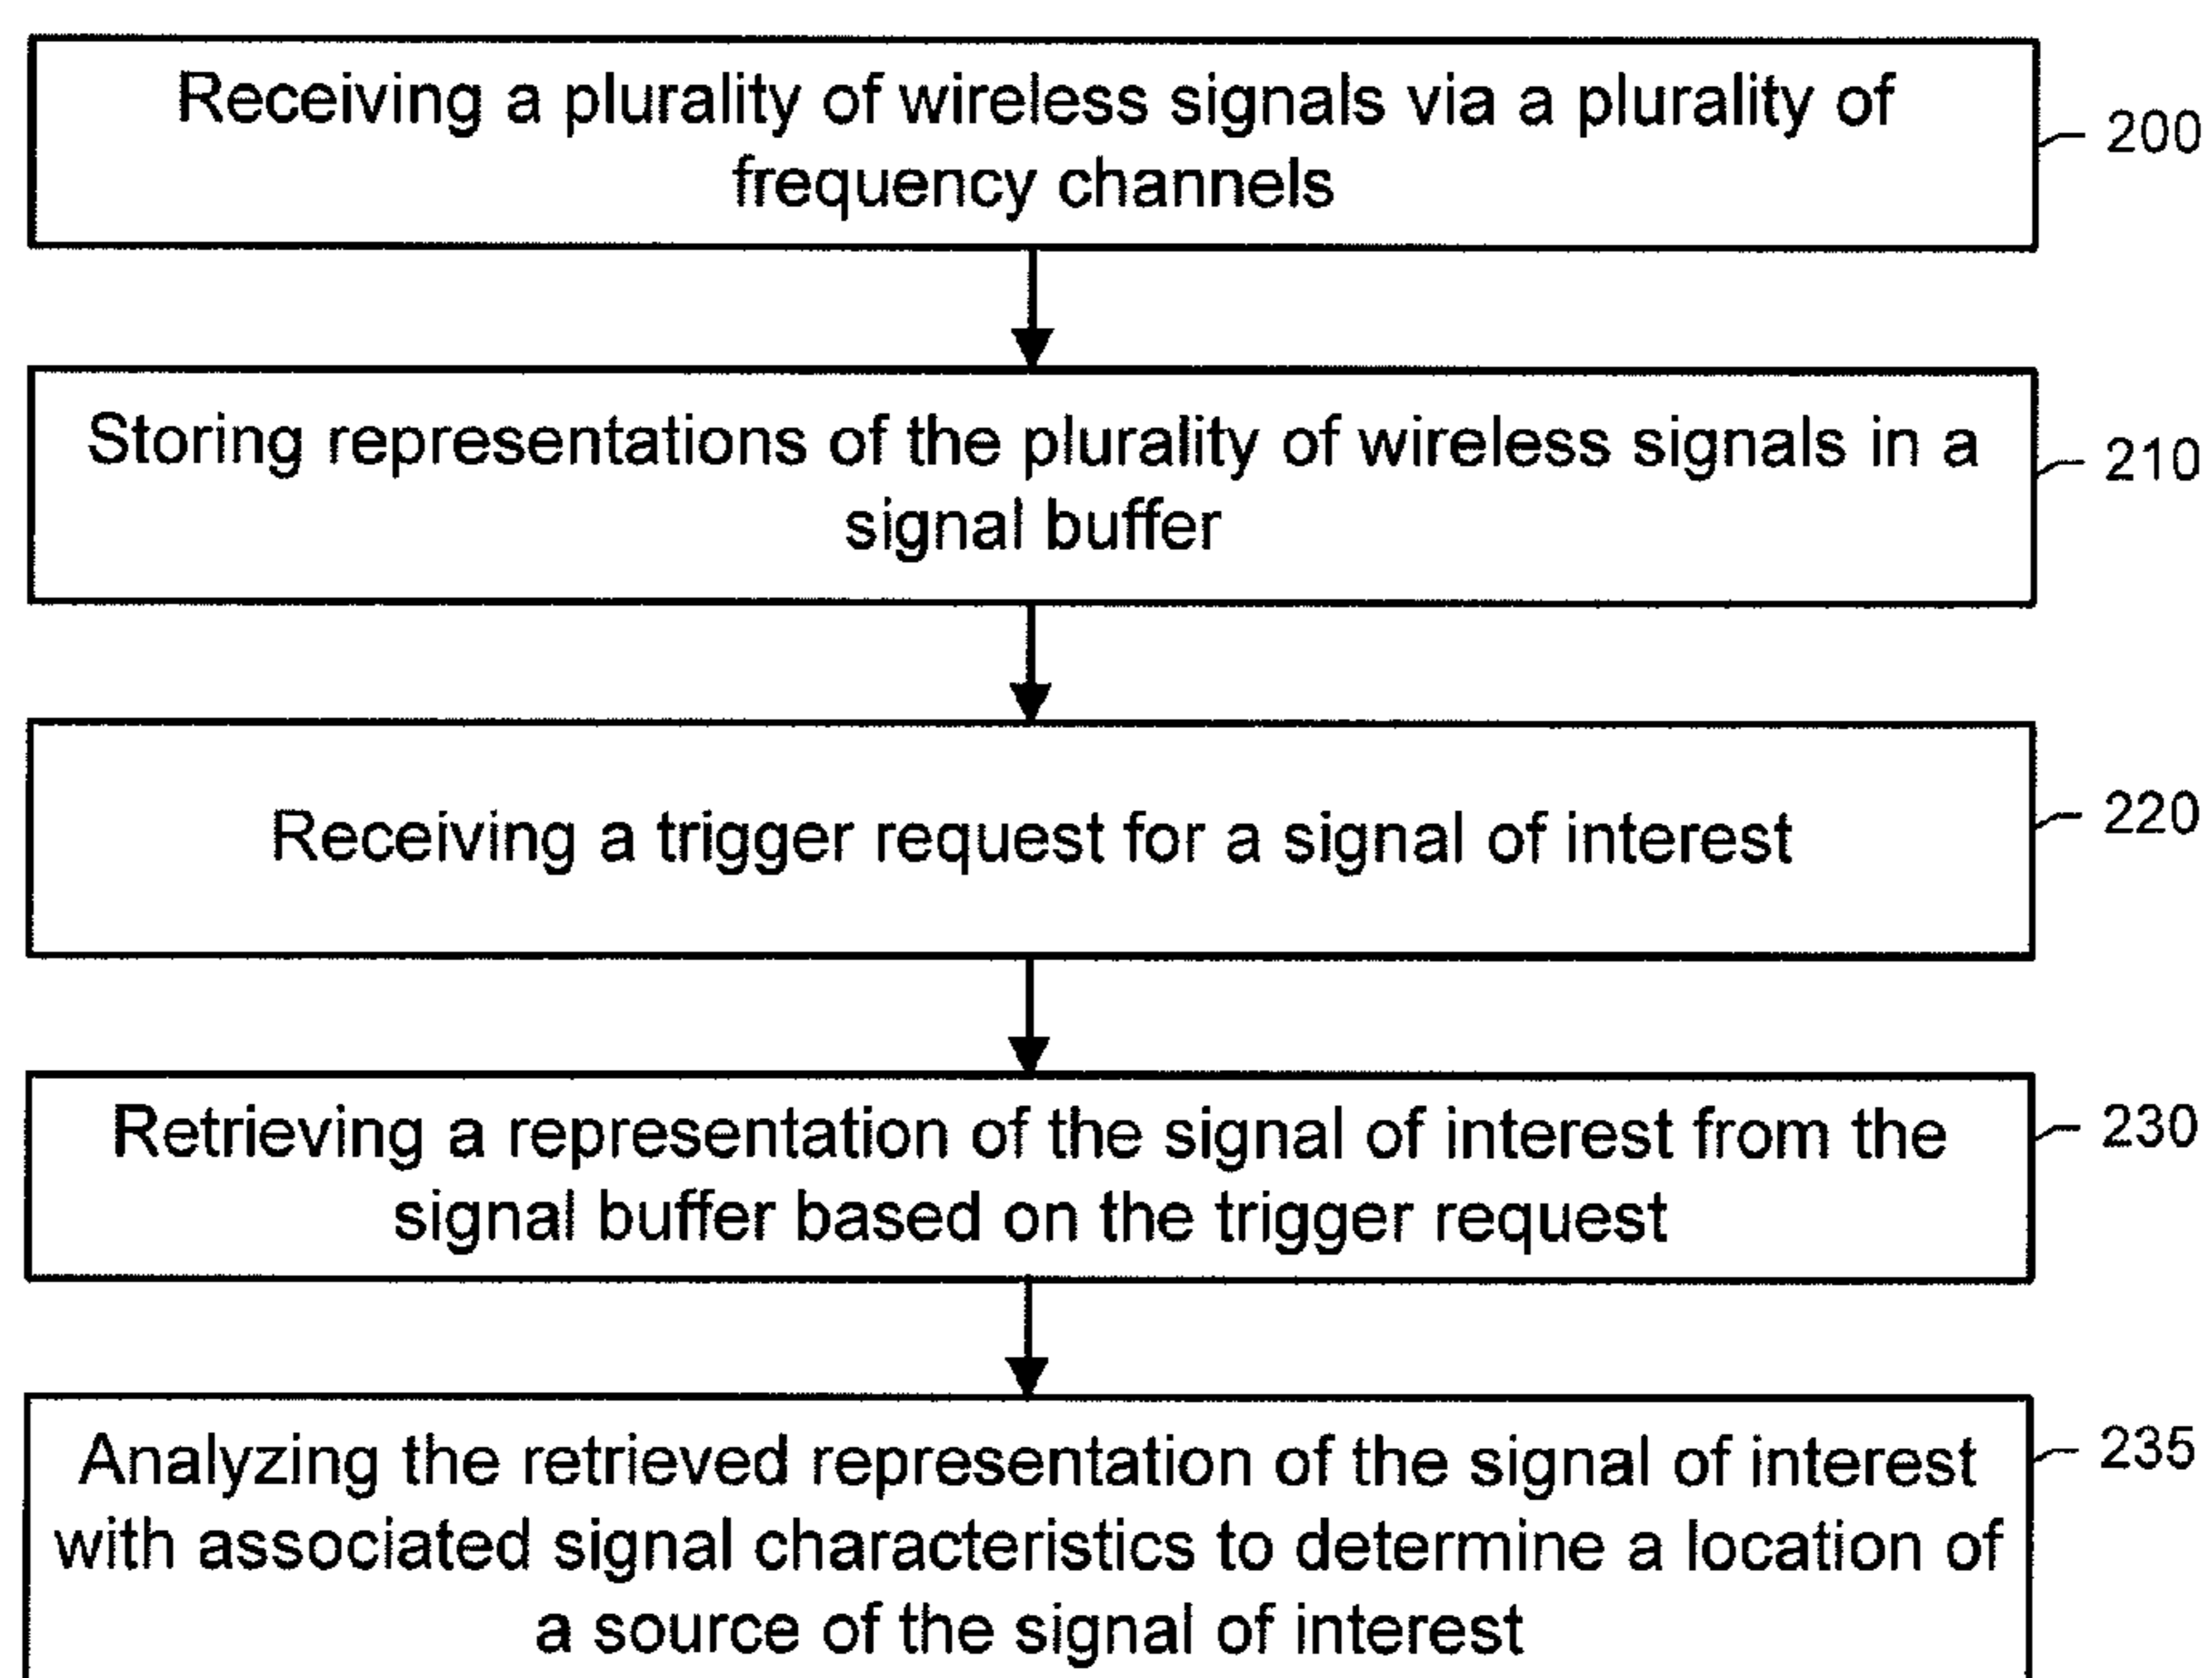 Receiving a plurality of wireless signals via a plurality of
frequency channels
200
Storing representations of the plurality of wireless signals in a
signal buffer
210
Receiving a trigger request for a signal of interest
220
Retrieving a representation of the signal of interest from the
signal buffer based on the trigger request
230
Analyzing the retrieved representation of the signal of interest
with associated signal characteristics to determine a location of
a source of the signal of interest
235